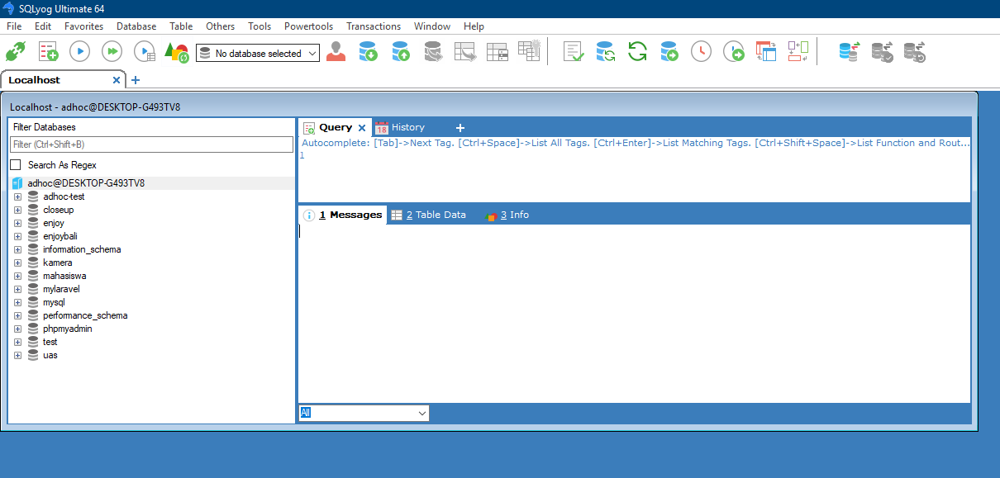 SQLyog Ultimate 64
File Edit Favorites Database Table Others Tools Powertools Transactions Window Help
No database selected
Localhost
Localhost - adhoc@DESKTOP-G493TV8
Filter Databases
Filter (Ctrl+Shift+B)
Search As Regex
adhoc@DESKTOP-G493TV8
adhoc-test
closeup
enjoy
enjoybali
information_schema
kamera
mahasiswa
mylaravel
mysql
performance_schema
phpmyadmin
test
uas
Query 18 History
Autocomplete: [Tab]->Next Tag. [Ctrl+Space]->List All Tags. [Ctrl+Enter]->List Matching Tags. [Ctrl+Shift+Space]->List Function and Rout...
1
1 Messages 2 Table Data 3 Info
All